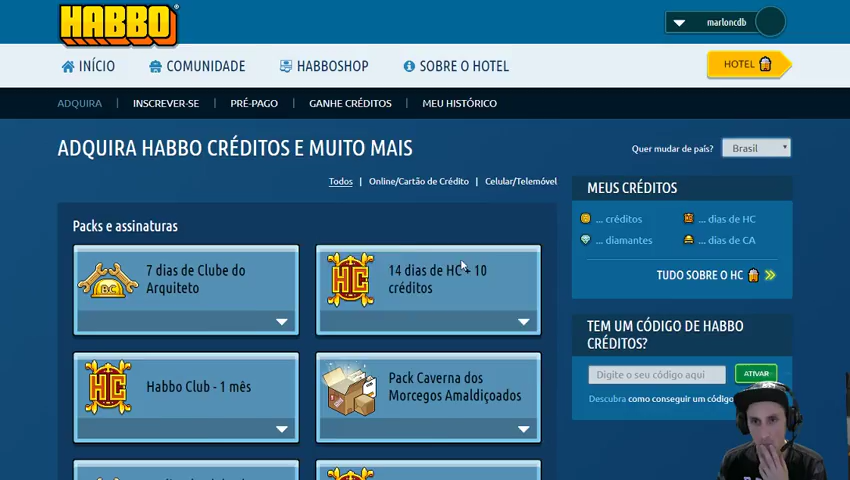 HABBO
marloncdb
INÍCIO
COMUNIDADE
HABBOSHOP
SOBRE O HOTEL
HOTEL
ADQUIRA | INSCREVER-SE | PRÉ-PAGO | GANHE CRÉDITOS | MEU HISTÓRICO
ADQUIRA HABBO CRÉDITOS E MUITO MAIS
Quer mudar de país?
Brasil
Todos | Online/Cartão de Crédito | Celular/Telemóvel
Packs e assinaturas
7 dias de Clube do
Arquiteto
BC
14 dias de HC + 10
créditos
HC
Habbo Club - 1 mês
HC
Pack Caverna dos
Morcegos Amaldiçoados
MEUS CRÉDITOS
... créditos
... dias de HC
... diamantes
... dias de CA
TUDO SOBRE O HC
TEM UM CÓDIGO DE HABBO
CRÉDITOS?
Digite o seu código aqui
ATIVAR
Descubra como conseguir um código